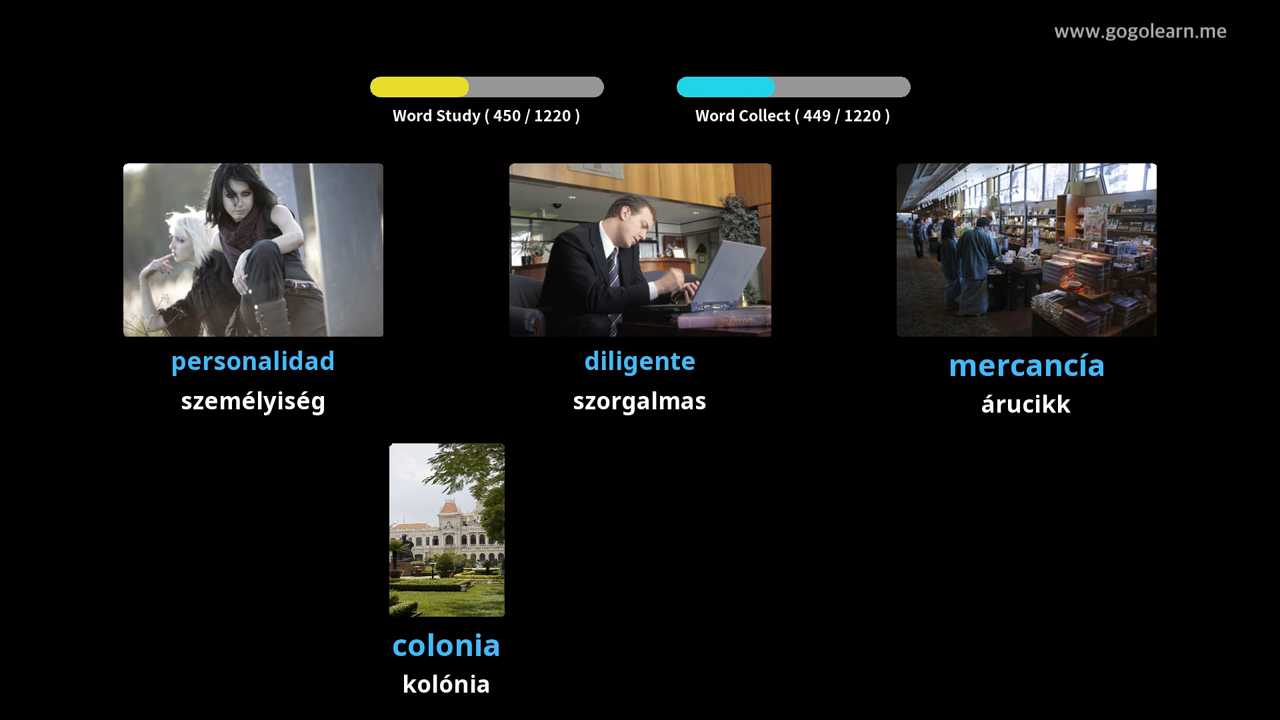 www.gogolearn.me
Word Study ( 450 / 1220 )
Word Collect ( 449 / 1220 )
personalidad
személyiség
diligente
szorgalmas
mercancía
árucikk
colonia
kolónia